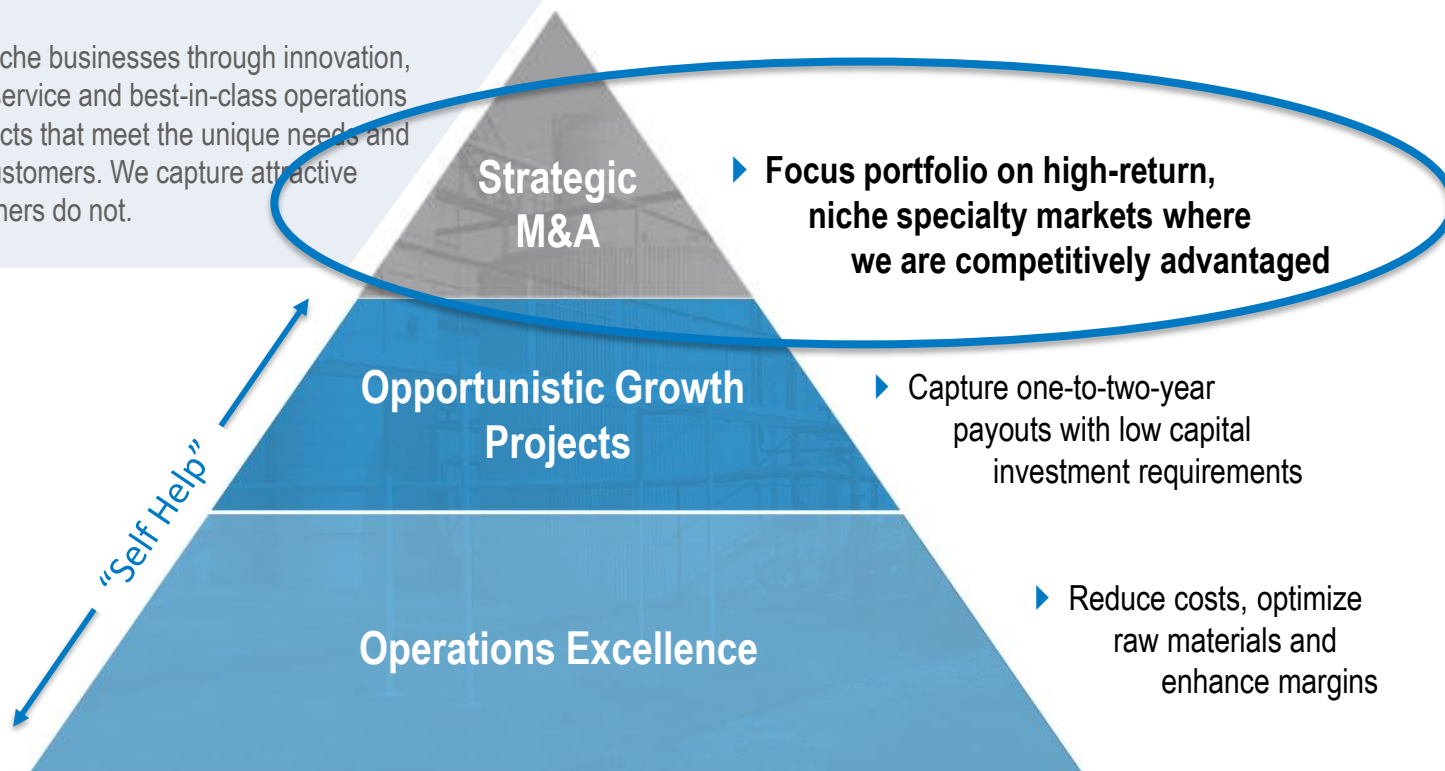 che businesses through innovation,
service and best-in-class operations
cts that meet the unique needs and
ustomers. We capture attractive
ners do not.
Strategic
M&A
Focus portfolio on high-return,
niche specialty markets where
we are competitively advantaged
Opportunistic Growth
Projects
Capture one-to-two-year
payouts with low capital
investment requirements
"Self Help"
Operations Excellence
Reduce costs, optimize
raw materials and
enhance margins